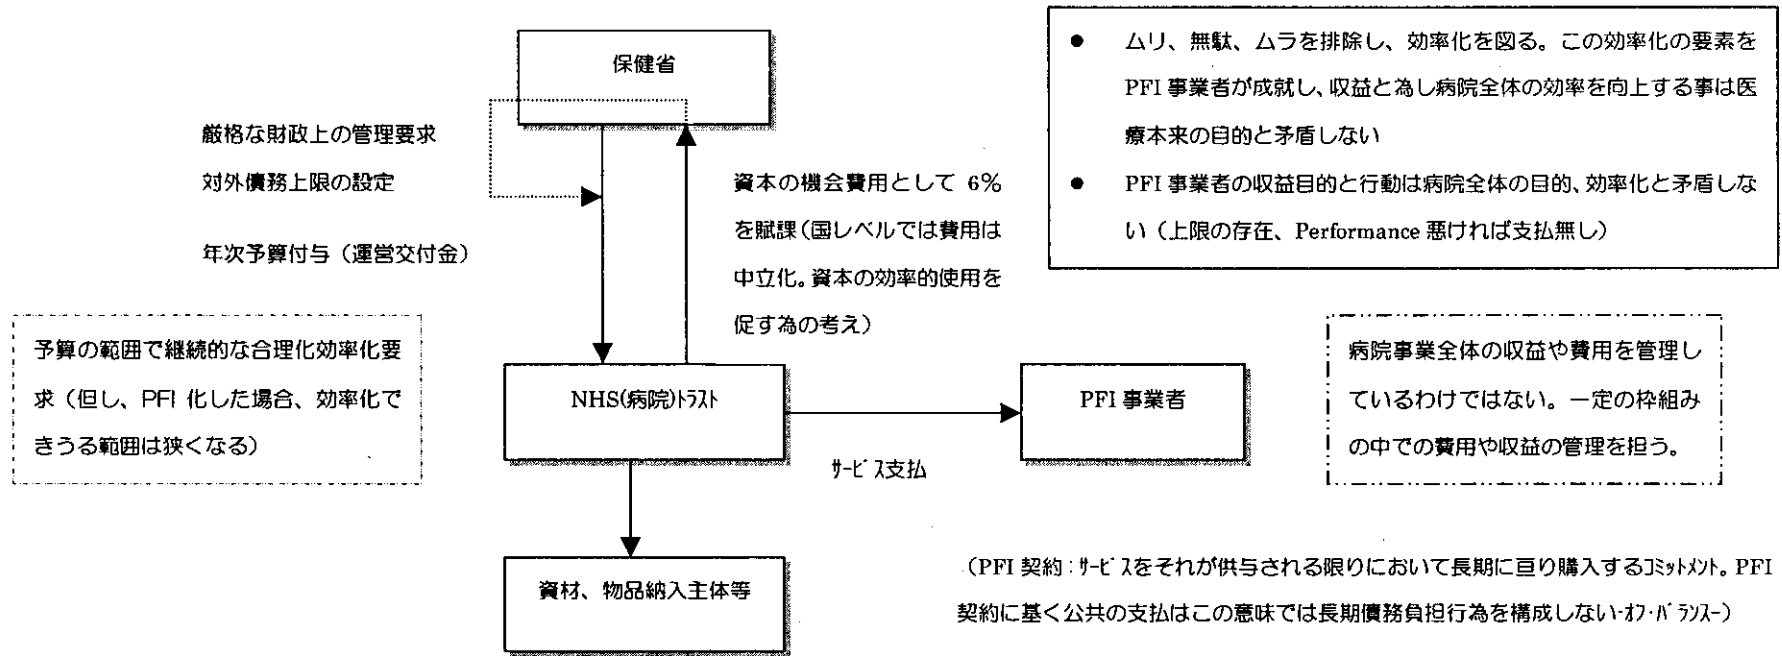 保健省
厳格な財政上の管理要求
対外債務上限の設定
年次予算付与（運営交付金）
資本の機会費用として 6%
を賦課（国レベルでは費用は
中立化。資本の効率的使用を
促す為の考え）
● ムリ、無駄、ムラを排除し、効率化を図る。この効率化の要素を
PFI 事業者が成就し、収益と為し病院全体の効率を向上する事は医
療本来の目的と矛盾しない
● PFI 事業者の収益目的と行動は病院全体の目的、効率化と矛盾しな
い（上限の存在、Performance 悪ければ支払無し）
予算の範囲で継続的な合理化効率化要
求（但し、PFI 化した場合、効率化で
きうる範囲は狭くなる）
NHS(病院)ﾄﾗｽﾄ
PFI 事業者
サービス支払
病院事業全体の収益や費用を管理し
ているわけではない。一定の枠組み
の中での費用や収益の管理を担う。
資材、物品納入主体等
（PFI 契約：ｻｰﾋﾞｽをそれが供与される限りにおいて長期に亘り購入するｺﾐｯﾄﾒﾝﾄ。PFI
契約に基く公共の支払はこの意味では長期債務負担行為を構成しない-ｵﾌ･ﾊﾞﾗﾝｽ-）